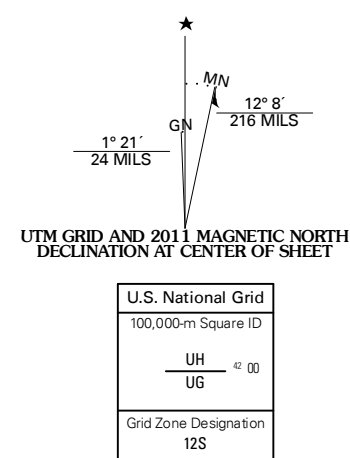 MN
GN
12° 8´
216 MILS
1° 21´
24 MILS
UTM GRID AND 2011 MAGNETIC NORTH
DECLINATION AT CENTER OF SHEET
U.S. National Grid
100,000-m Square ID
UH
42 00
UG
Grid Zone Designation
12S